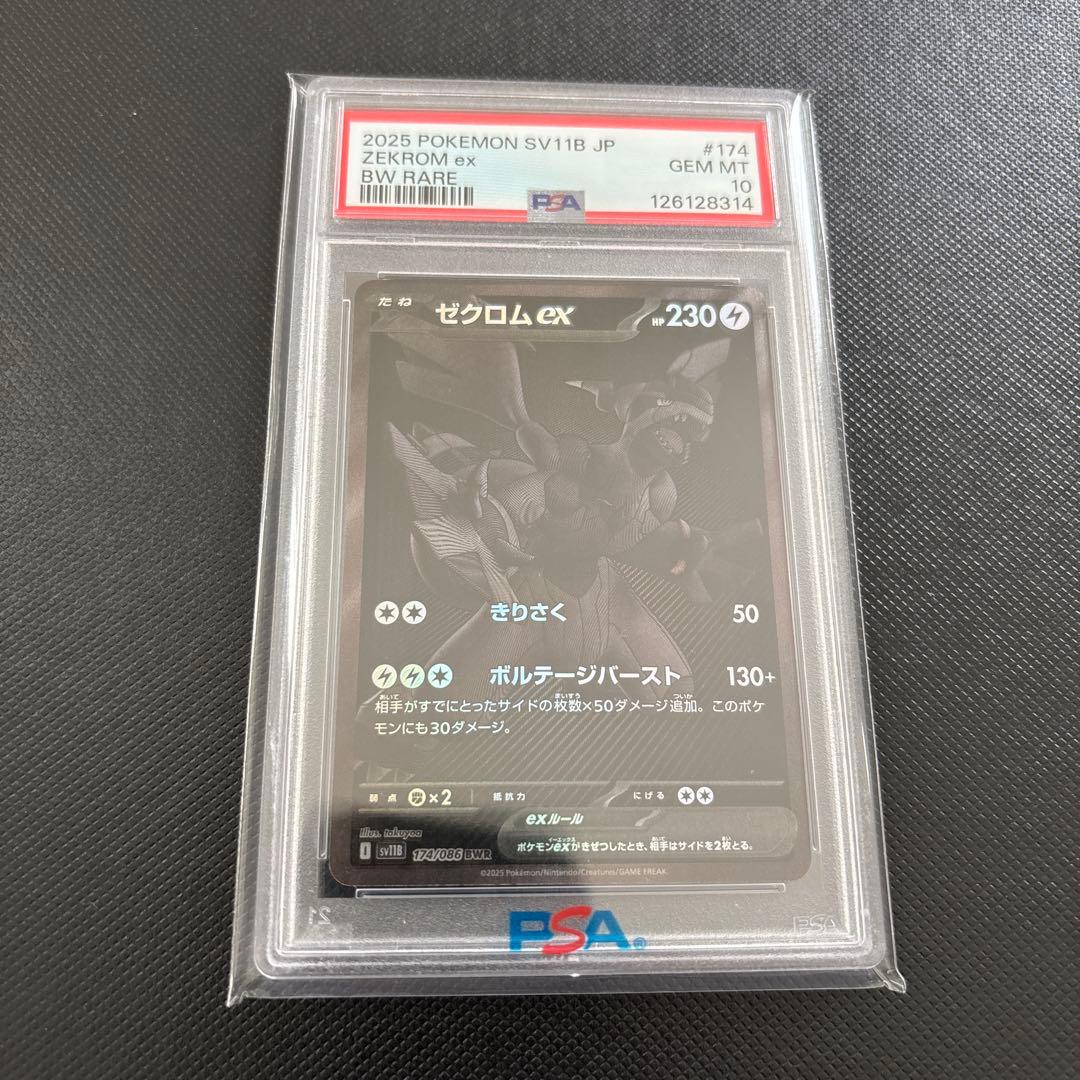 2025 POKEMON SV11B JP #174
ZEKROM ex GEM MT
BW RARE 10
PSA 126128314
たね ゼクロムex HP 230
きりさく 50
ボルテージバースト 130+
相手がすでにとったサイドの枚数×50ダメージ追加。このポケ
モンにも30ダメージ。
弱点 ×2 抵抗力 にげる
exルール
ポケモンexがきぜつしたとき、相手はサイドを2枚とる。
Illus. takuyoa
I sv11B 174/086 BWR
©2025 Pokémon/Nintendo/Creatures/GAME FREAK.
PSA®
PSA